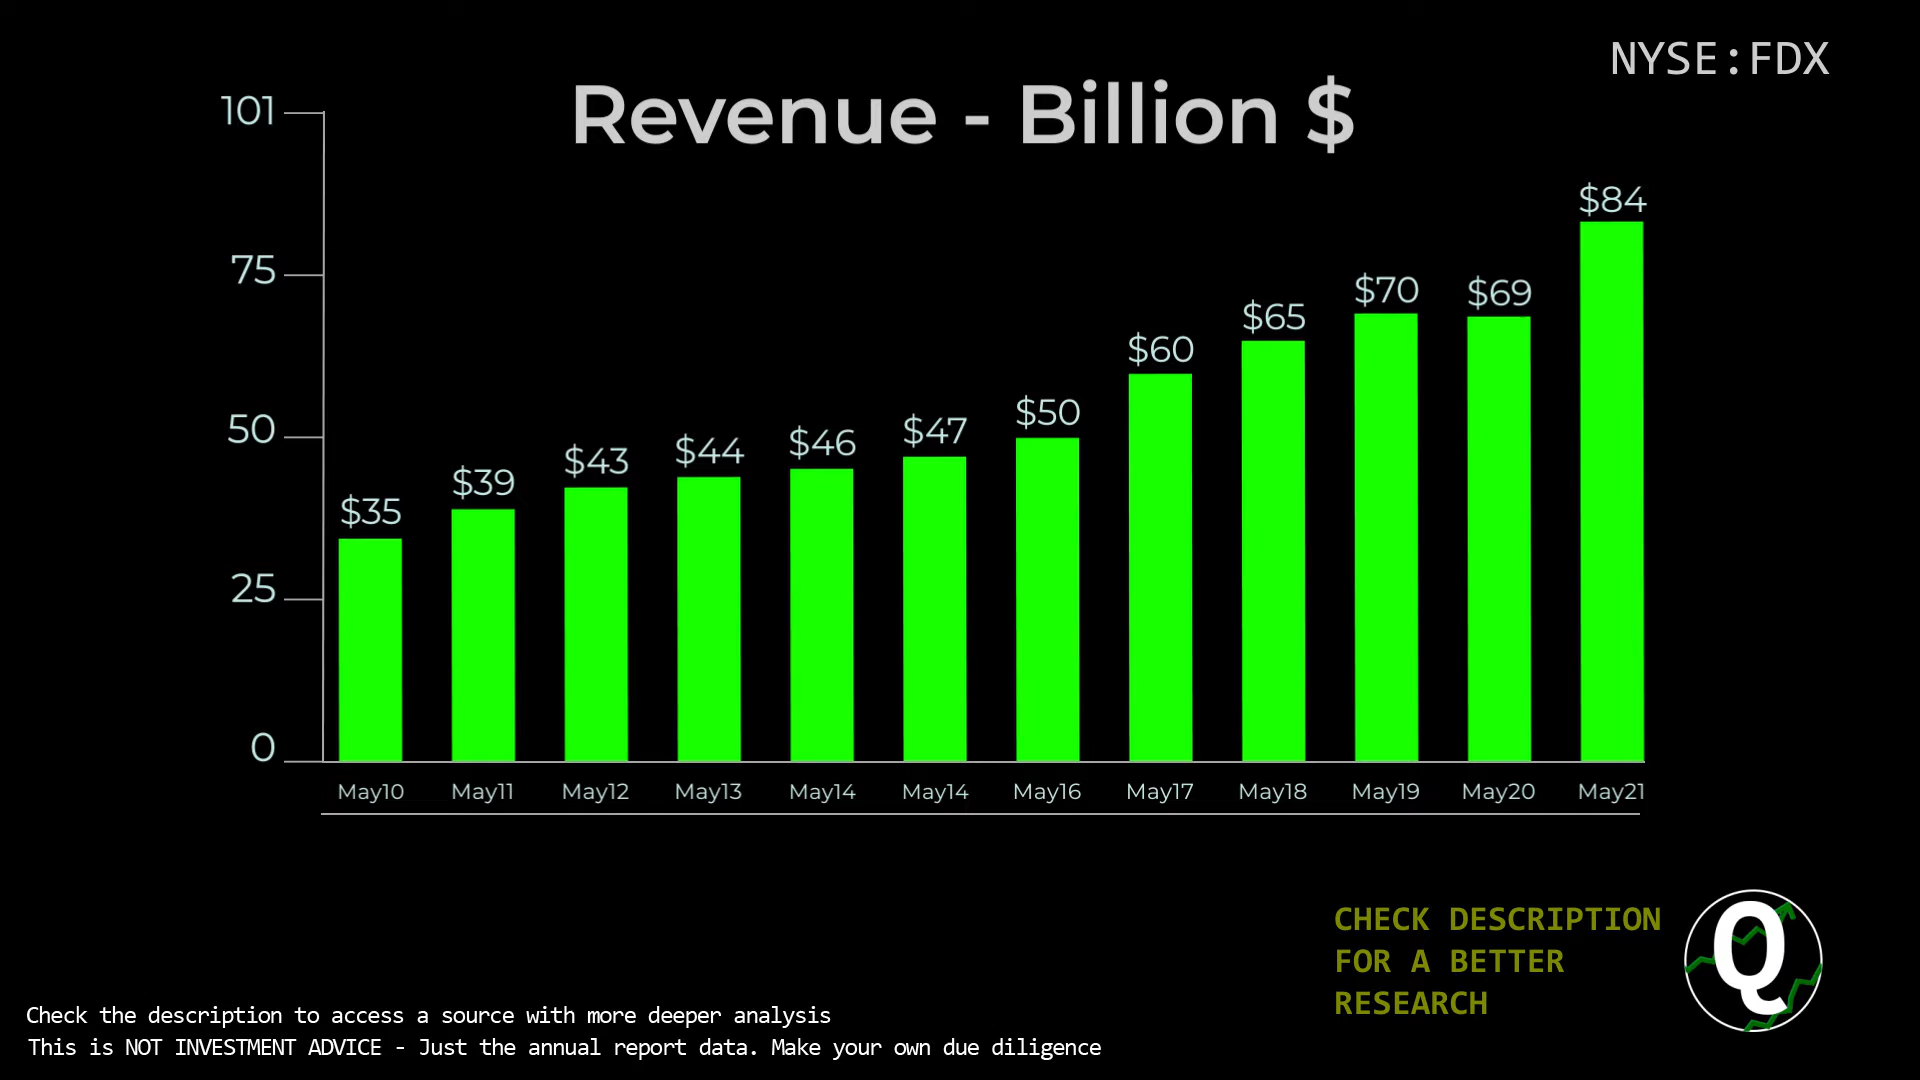 NYSE:FDX
Revenue - Billion $
101
75
50
25
0
$35
$39
$43
$44
$46
$47
$50
$60
$65
$70
$69
$84
May10 May11 May12 May13 May14 May14 May16 May17 May18 May19 May20 May21
CHECK DESCRIPTION
FOR A BETTER
RESEARCH
Q
Check the description to access a source with more deeper analysis
This is NOT INVESTMENT ADVICE - Just the annual report data. Make your own due diligence